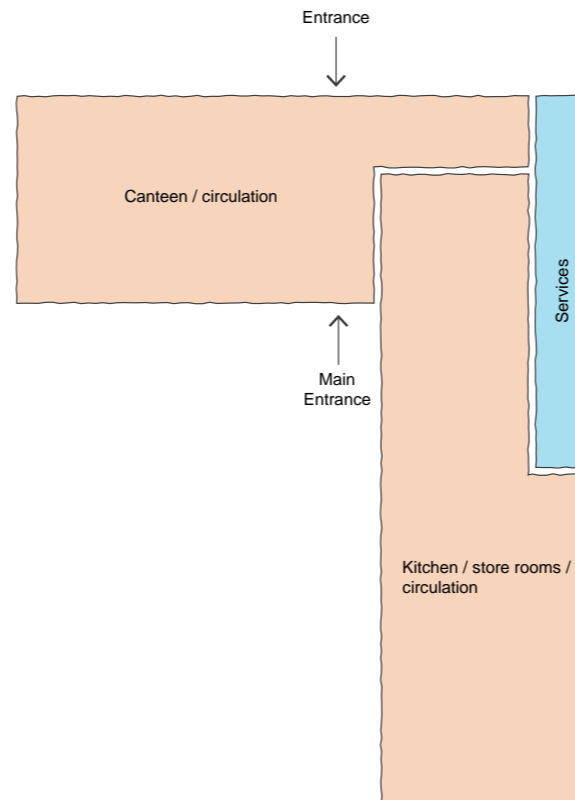 Entrance
Canteen / circulation
Services
Main
Entrance
Kitchen / store rooms /
circulation